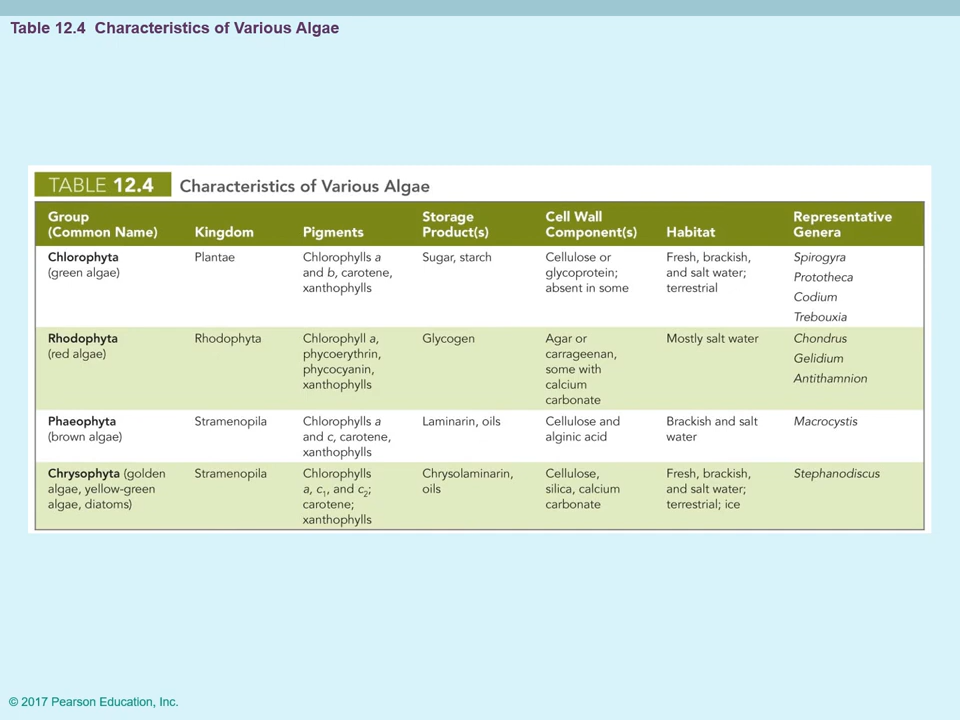 Table 12.4 Characteristics of Various Algae
TABLE 12.4 Characteristics of Various Algae
Group (Common Name) Kingdom Pigments Storage Product(s) Cell Wall Component(s) Habitat Representative Genera
Chlorophyta (green algae) Plantae Chlorophylls a and b, carotene, xanthophylls Sugar, starch Cellulose or glycoprotein; absent in some Fresh, brackish, and salt water; terrestrial Spirogyra Prototheca Codium Trebouxia
Rhodophyta (red algae) Rhodophyta Chlorophyll a, phycoerythrin, phycocyanin, xanthophylls Glycogen Agar or carrageenan, some with calcium carbonate Mostly salt water Chondrus Gelidium Antithamnion
Phaeophyta (brown algae) Stramenopila Chlorophylls a and c, carotene, xanthophylls Laminarin, oils Cellulose and alginic acid Brackish and salt water Macrocystis
Chrysophyta (golden algae, yellow-green algae, diatoms) Stramenopila Chlorophylls a, c1, and c2; carotene; xanthophylls Chrysolaminarin, oils Cellulose, silica, calcium carbonate Fresh, brackish, and salt water; terrestrial; ice Stephanodiscus
© 2017 Pearson Education, Inc.